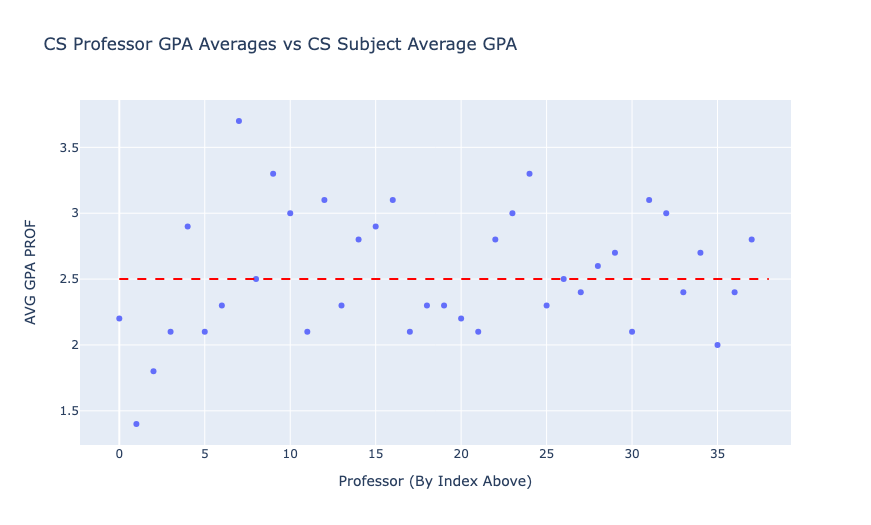 CS Professor GPA Averages vs CS Subject Average GPA
AVG GPA PROF
3.5
3
2.5
2
1.5
0 5 10 15 20 25 30 35
Professor (By Index Above)